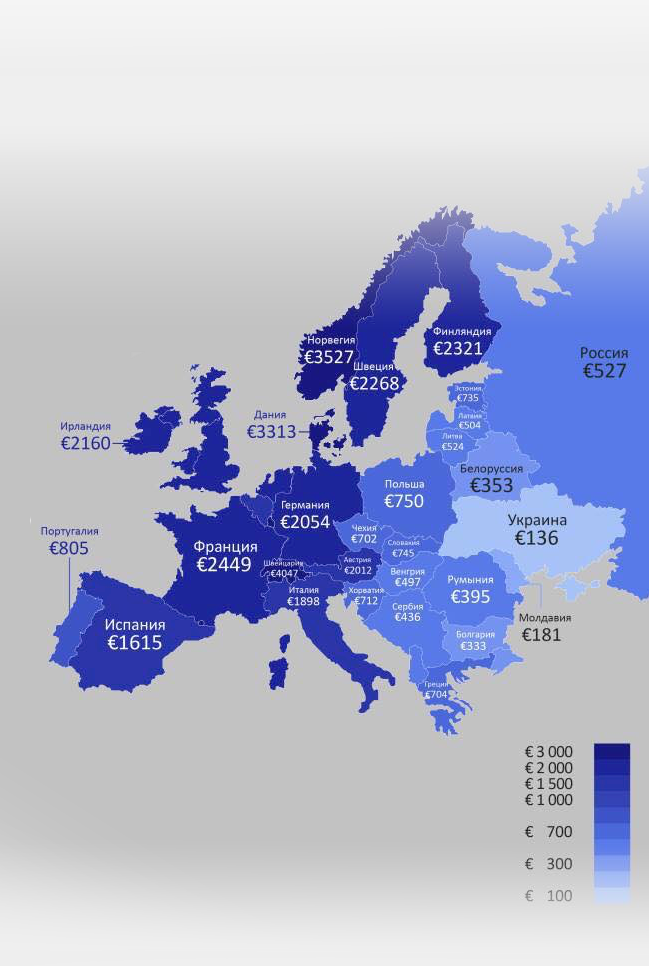 Норвегия
€3527
Финляндия
€2321
Швеция
€2268
Россия
€527
Эстония
€735
Дания
€3313
Латвия
€504
Ирландия
€2160
Литва
€524
Белоруссия
€353
Польша
€750
Германия
€2054
Украина
€136
Португалия
€805
Чехия
€702
Франция
€2449
Словакия
€745
Швейцария
€4047
Австрия
€2012
Венгрия
€497
Румыния
€395
Италия
€1898
Хорватия
€712
Сербия
€436
Молдавия
€181
Испания
€1615
Болгария
€333
Греция
€704
€ 3 000
€ 2 000
€ 1 500
€ 1 000
€ 700
€ 300
€ 100